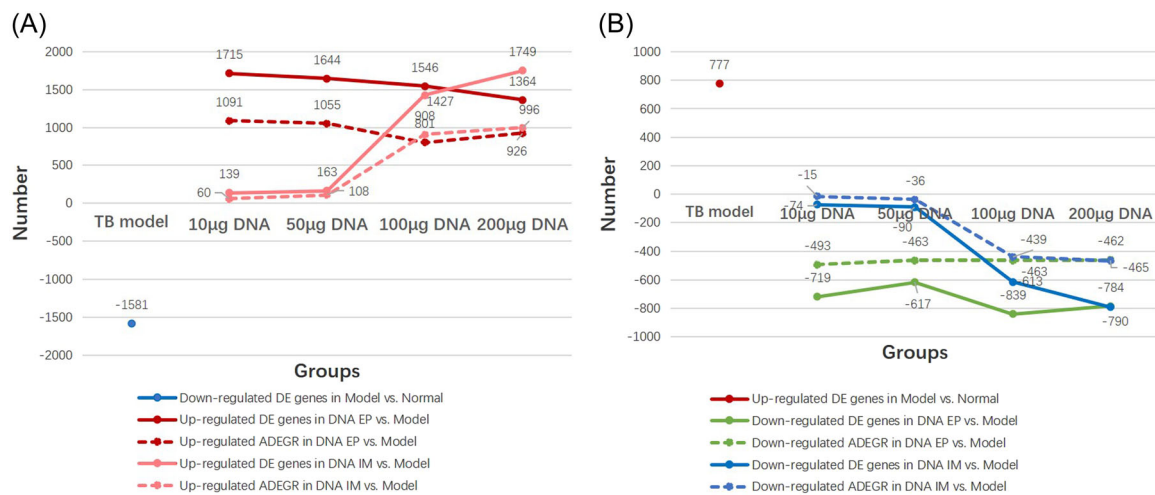 (A)
2000
1500
1000
500
0
-500
-1000
-1500
-2000
Number
1715
1644
1546
1749
1364
1091
1055
1427
908
801
996
926
139
163
60
108
TB model
10μg DNA
50μg DNA
100μg DNA
200μg DNA
-1581
Groups
Down-regulated DE genes in Model vs. Normal
Up-regulated DE genes in DNA EP vs. Model
Up-regulated ADEGR in DNA EP vs. Model
Up-regulated DE genes in DNA IM vs. Model
Up-regulated ADEGR in DNA IM vs. Model
(B)
1000
800
600
400
200
0
-200
-400
-600
-800
-1000
Number
777
-15
-36
TB model
10μg DNA
50μg DNA
100μg DNA
200μg DNA
-74
-90
-493
-463
-439
-462
-463
-465
-719
-613
-617
-839
-784
-790
Groups
Up-regulated DE genes in Model vs. Normal
Down-regulated DE genes in DNA EP vs. Model
Down-regulated ADEGR in DNA EP vs. Model
Down-regulated DE genes in DNA IM vs. Model
Down-regulated ADEGR in DNA IM vs. Model